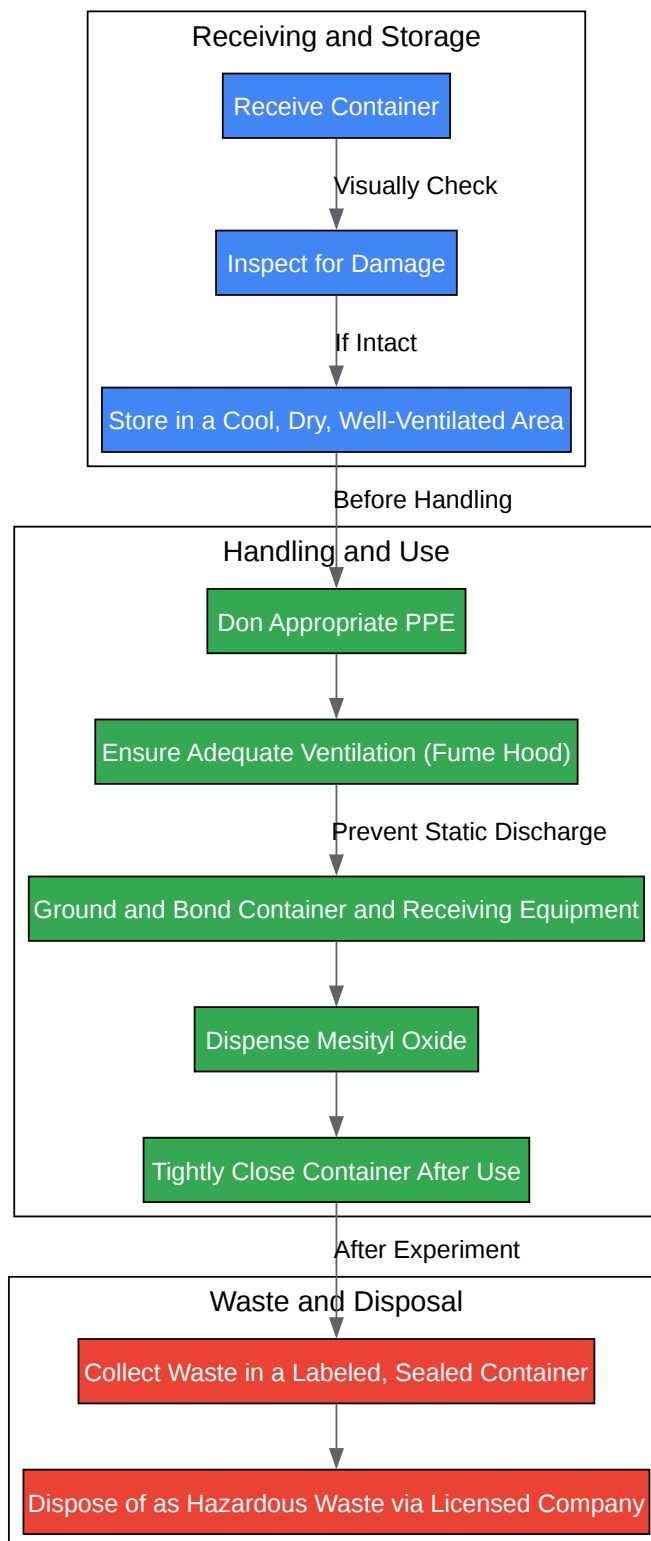 Receiving and Storage
Receive Container
Visually Check
Inspect for Damage
If Intact
Store in a Cool, Dry, Well-Ventilated Area
Before Handling
Handling and Use
Don Appropriate PPE
Ensure Adequate Ventilation (Fume Hood)
Prevent Static Discharge
Ground and Bond Container and Receiving Equipment
Dispense Mesityl Oxide
Tightly Close Container After Use
After Experiment
Waste and Disposal
Collect Waste in a Labeled, Sealed Container
Dispose of as Hazardous Waste via Licensed Company